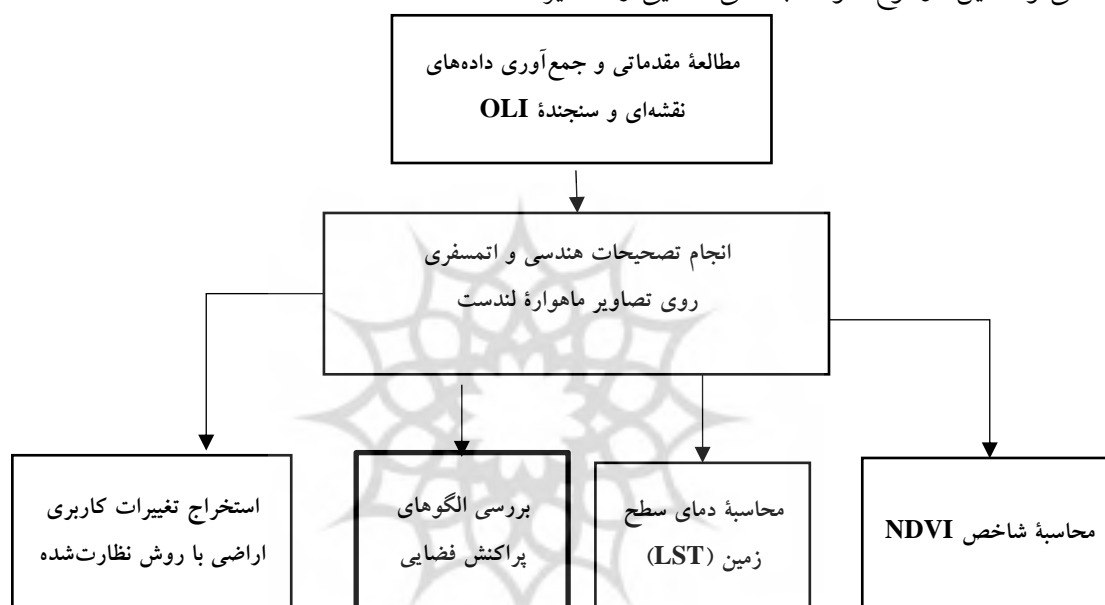 مطالعهٔ مقدماتی و جمع‌آوری داده‌های
نقشه‌ای و سنجندهٔ OLI
انجام تصحیحات هندسی و اتمسفری
روی تصاویر ماهوارهٔ لندست
محاسبهٔ شاخص NDVI
محاسبهٔ دمای سطح
زمین (LST)
بررسی الگوهای
پراکنش فضایی
استخراج تغییرات کاربری
اراضی با روش نظارت‌شده